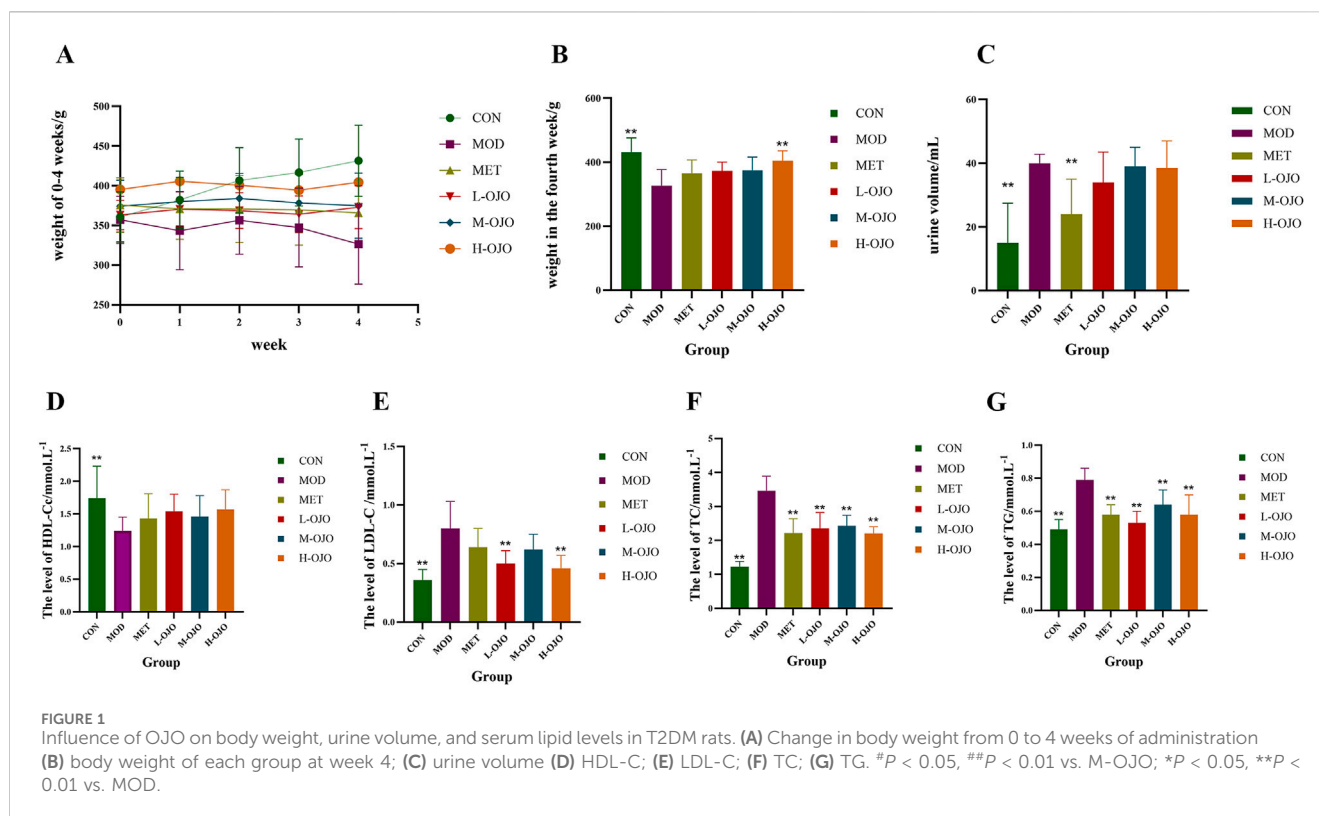 A
weight of 0-4 weeks/g
500
450
400
350
300
250
0
1
2
3
4
5
week
CON
MOD
MET
L-OJO
M-OJO
H-OJO
B
weight in the fourth week/g
600
400
200
0
**
**
CON
MOD
MET
L-OJO
M-OJO
H-OJO
Group
CON
MOD
MET
L-OJO
M-OJO
H-OJO
C
urine volume/mL
60
40
20
0
**
**
CON
MOD
MET
L-OJO
M-OJO
H-OJO
Group
CON
MOD
MET
L-OJO
M-OJO
H-OJO
D
The level of HDL-Cc/mmol.L⁻¹
2.5
2.0
1.5
1.0
0.5
0.0
**
CON
MOD
MET
L-OJO
M-OJO
H-OJO
Group
CON
MOD
MET
L-OJO
M-OJO
H-OJO
E
The level of LDL-C /mmol.L⁻¹
1.5
1.0
0.5
0.0
**
**
**
CON
MOD
MET
L-OJO
M-OJO
H-OJO
Group
CON
MOD
MET
L-OJO
M-OJO
H-OJO
F
The level of TC/mmol.L⁻¹
5
4
3
2
1
0
**
**
**
**
**
CON
MOD
MET
L-OJO
M-OJO
H-OJO
Group
CON
MOD
MET
L-OJO
M-OJO
H-OJO
G
The level of TG/mmol.L⁻¹
1.0
0.8
0.6
0.4
0.2
0.0
**
**
**
**
**
CON
MOD
MET
L-OJO
M-OJO
H-OJO
Group
CON
MOD
MET
L-OJO
M-OJO
H-OJO
FIGURE 1
Influence of OJO on body weight, urine volume, and serum lipid levels in T2DM rats. (A) Change in body weight from 0 to 4 weeks of administration
(B) body weight of each group at week 4; (C) urine volume (D) HDL-C; (E) LDL-C; (F) TC; (G) TG. #P < 0.05, ##P < 0.01 vs. M-OJO; *P < 0.05, **P <
0.01 vs. MOD.